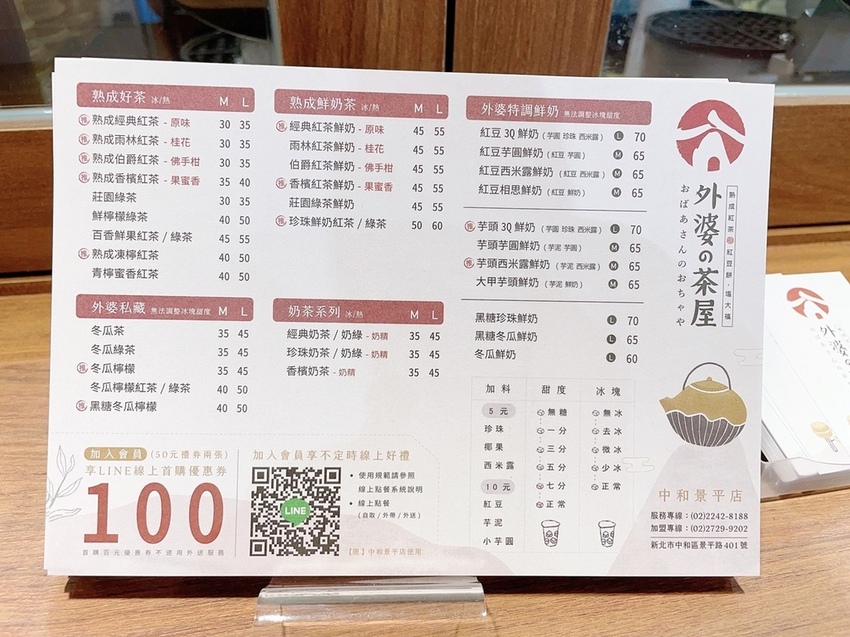 熟成好茶 冰/熱 M L
推 熟成經典紅茶 - 原味 30 35
推 熟成雨林紅茶 - 桂花 30 35
推 熟成伯爵紅茶 - 佛手柑 30 35
推 熟成香檳紅茶 - 果蜜香 35 40
莊園綠茶 30 35
鮮檸檬綠茶 40 50
百香鮮果紅茶 / 綠茶 45 55
推 熟成凍檸紅茶 40 50
青檸蜜香紅茶 40 50
外婆私藏 無法調整冰塊甜度 M L
冬瓜茶 35 45
冬瓜綠茶 35 45
推 冬瓜檸檬 35 45
冬瓜檸檬紅茶 / 綠茶 40 50
推 黑糖冬瓜檸檬 40 50
熟成鮮奶茶 冰/熱 M L
推 經典紅茶鮮奶 - 原味 45 55
雨林紅茶鮮奶 - 桂花 45 55
伯爵紅茶鮮奶 - 佛手柑 45 55
推 香檳紅茶鮮奶 - 果蜜香 45 55
莊園綠茶鮮奶 45 55
推 珍珠鮮奶紅茶 / 綠茶 50 60
奶茶系列 冰/熱 M L
經典奶茶 / 奶綠 - 奶精 35 45
珍珠奶茶 / 奶綠 - 奶精 35 45
香檳奶茶 - 奶精 35 45
外婆特調鮮奶 無法調整冰塊甜度
紅豆 3Q 鮮奶 ( 芋圓 珍珠 西米露 ) L 70
紅豆芋圓鮮奶 ( 紅豆 芋圓 ) M 65
紅豆西米露鮮奶 ( 紅豆 西米露 ) M 65
紅豆相思鮮奶 ( 紅豆 鮮奶 ) M 65
推 芋頭 3Q 鮮奶 ( 芋圓 珍珠 西米露 ) L 70
芋頭芋圓鮮奶 ( 芋泥 芋圓 ) M 65
推 芋頭西米露鮮奶 ( 芋泥 西米露 ) M 65
大甲芋頭鮮奶 ( 芋泥 鮮奶 ) M 65
黑糖珍珠鮮奶 L 70
黑糖冬瓜鮮奶 L 65
冬瓜鮮奶 L 60
加料 甜度 冰塊
5 元 無糖 無冰
珍珠 一分 去冰
椰果 三分 微冰
西米露 五分 少冰
10 元 七分 正常
紅豆 正常
芋泥
小芋圓
加入會員 (50元禮券兩張)
享LINE線上首購優惠券
100
首購百元優惠券不適用外送服務
加入會員享不定時線上好禮
LINE
• 使用規範請參照
線上點餐系統說明
• 線上點餐
( 自取 / 外帶 / 外送 )
【限】中和景平店使用
外婆の茶屋
おばあさんのおちゃや
熟成紅茶 紅豆餅・塩大福
中和景平店
服務專線：(02)2242-8188
加盟專線：(02)2729-9202
新北市中和區景平路401號
外婆の茶